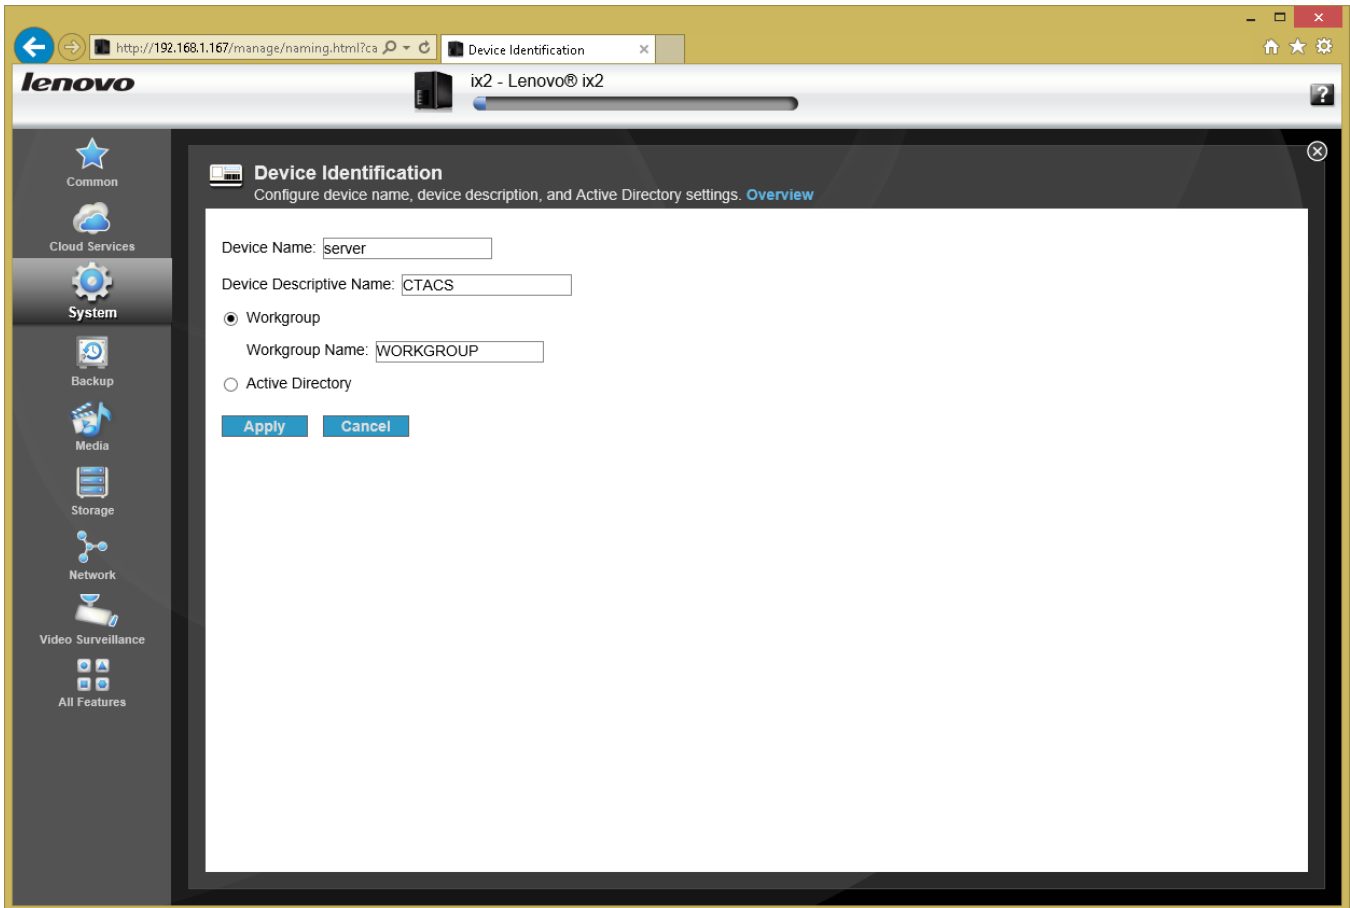 http://192.168.1.167/manage/naming.html?ca
Device Identification
lenovo
ix2 - Lenovo® ix2
?
Common
Cloud Services
System
Backup
Media
Storage
Network
Video Surveillance
All Features
Device Identification
Configure device name, device description, and Active Directory settings. Overview
Device Name: server
Device Descriptive Name: CTACS
Workgroup
Workgroup Name: WORKGROUP
Active Directory
Apply Cancel